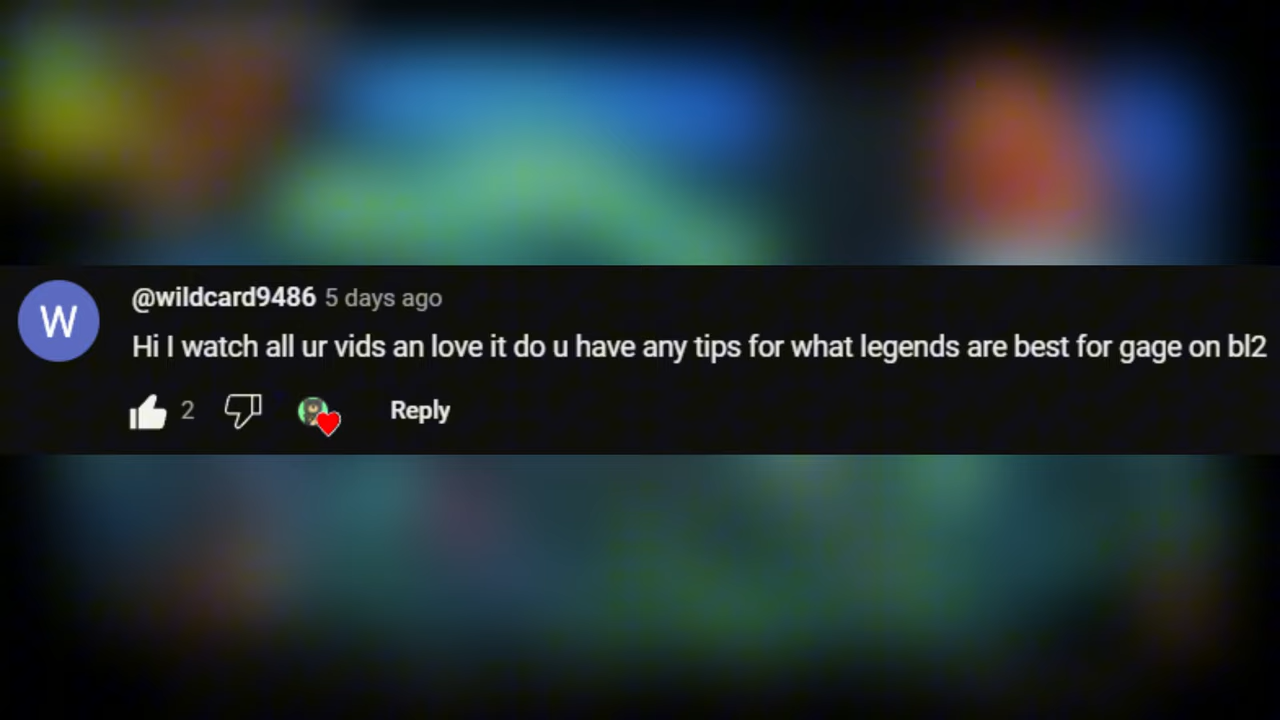 W
@wildcard9486 5 days ago
Hi I watch all ur vids an love it do u have any tips for what legends are best for gage on bl2
2 Reply